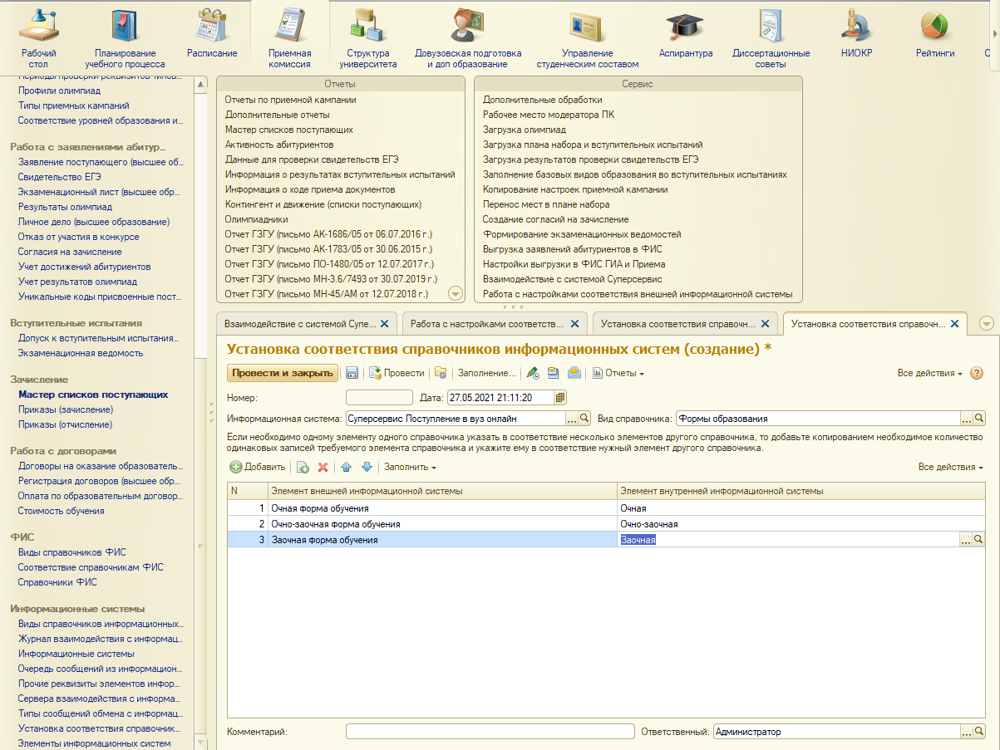 Рабочий
стол
Планирование
учебного процесса
Расписание
Приемная
комиссия
Структура
университета
Довузовская подготовка
и доп образование
Управление
студенческим составом
Аспирантура
Диссертационные
советы
НИОКР
Рейтинги
Периоды проверки реквизитов типов...
Профили олимпиад
Типы приемных кампаний
Соответствие уровней образования и...
Работа с заявлениями абитур...
Заявление поступающего (высшее об...
Свидетельство ЕГЭ
Экзаменационный лист (высшее обр...
Результаты олимпиад
Личное дело (высшее образование)
Отказ от участия в конкурсе
Согласия на зачисление
Учет достижений абитуриентов
Учет результатов олимпиад
Уникальные коды присвоенные пост...
Вступительные испытания
Допуск к вступительным испытания...
Экзаменационная ведомость
Зачисление
Мастер списков поступающих
Приказы (зачисление)
Приказы (отчисление)
Работа с договорами
Договоры на оказание образователь...
Регистрация договоров (высшее обр...
Оплата по образовательным договор...
Стоимость обучения
ФИС
Виды справочников ФИС
Соответствие справочникам ФИС
Справочники ФИС
Информационные системы
Виды справочников информационных...
Журнал взаимодействия с информац...
Информационные системы
Очередь сообщений из информацион...
Прочие реквизиты элементов инфор...
Сервера взаимодействия с информа...
Типы сообщений обмена с информац...
Установка соответствия справочник...
Элементы информационных систем
Отчеты
Отчеты по приемной кампании
Дополнительные отчеты
Мастер списков поступающих
Активность абитуриентов
Данные для проверки свидетельств ЕГЭ
Информация о результатах вступительных испытаний
Информация о ходе приема документов
Контингент и движение (списки поступающих)
Олимпиадники
Отчет ГЗГУ (письмо АК-1686/05 от 06.07.2016 г.)
Отчет ГЗГУ (письмо АК-1783/05 от 30.06.2015 г.)
Отчет ГЗГУ (письмо ЛО-1480/05 от 12.07.2017 г.)
Отчет ГЗГУ (письмо МН-3.6/7493 от 30.07.2019 г.)
Отчет ГЗГУ (письмо МН-45/АМ от 12.07.2018 г.)
Сервис
Дополнительные обработки
Рабочее место модератора ПК
Загрузка олимпиад
Загрузка плана набора и вступительных испытаний
Загрузка результатов проверки свидетельств ЕГЭ
Заполнение базовых видов образования во вступительных испытаниях
Копирование настроек приемной кампании
Перенос мест в плане набора
Создание согласий на зачисление
Формирование экзаменационных ведомостей
Выгрузка заявлений абитуриентов в ФИС
Настройки выгрузки в ФИС ГИА и Приема
Взаимодействие с системой Суперсервис
Работа с настройками соответствия внешней информационной системы
Взаимодействие с системой Супе...
Работа с настройками соответств...
Установка соответствия справочн...
Установка соответствия справочн...
Установка соответствия справочников информационных систем (создание) *
Провести и закрыть
Провести
Заполнение...
Отчеты
Все действия
Номер:
Дата: 27.05.2021 21:11:20
Информационная система: Суперсервис Поступление в вуз онлайн
Вид справочника: Формы образования
Если необходимо одному элементу одного справочника указать в соответствие несколько элементов другого справочника, то добавьте копированием необходимое количество
одинаковых записей требуемого элемента справочника и укажите ему в соответствие нужный элемент другого справочника.
Добавить
Заполнить
Все действия
N Элемент внешней информационной системы Элемент внутренней информационной системы
1 Очная форма обучения Очная
2 Очно-заочная форма обучения Очно-заочная
3 Заочная форма обучения Заочная
Комментарий:
Ответственный: Администратор